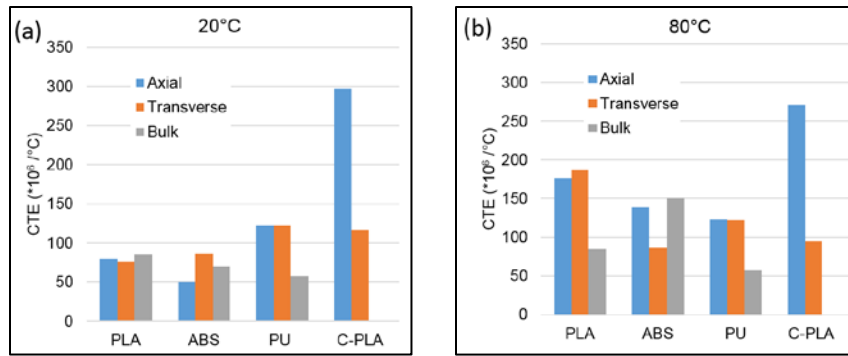 (a)
20°C
CTE (*10⁶ /°C)
350
300
250
200
150
100
50
0
Axial
Transverse
Bulk
PLA ABS PU C-PLA
(b)
80°C
CTE (*10⁶ /°C)
350
300
250
200
150
100
50
0
Axial
Transverse
Bulk
PLA ABS PU C-PLA